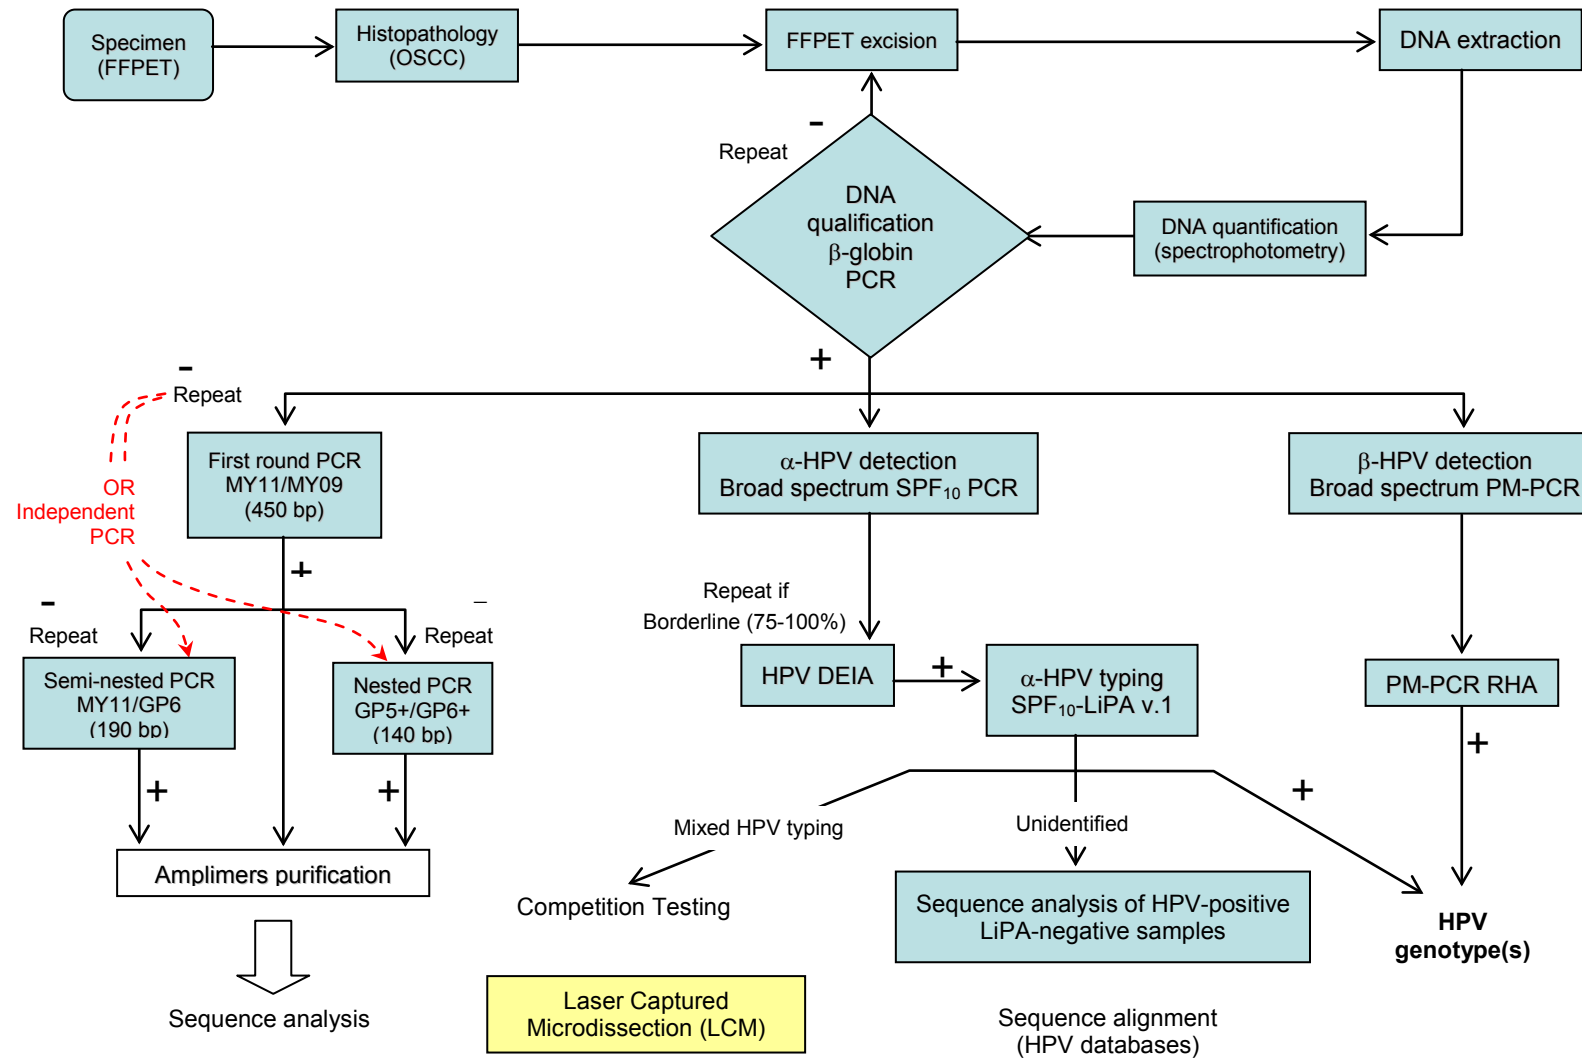 Specimen
(FFPET)
Histopathology
(OSCC)
FFPET excision
DNA extraction
-
Repeat
DNA
qualification
β-globin
PCR
DNA quantification
(spectrophotometry)
+
-
Repeat
First round PCR
MY11/MY09
(450 bp)
α-HPV detection
Broad spectrum SPF₁₀ PCR
β-HPV detection
Broad spectrum PM-PCR
OR
Independent
PCR
+
-
Repeat
–
Repeat
Semi-nested PCR
MY11/GP6
(190 bp)
Nested PCR
GP5+/GP6+
(140 bp)
+
+
Amplimers purification
Sequence analysis
Repeat if
Borderline (75-100%)
HPV DEIA
+
α-HPV typing
SPF₁₀-LiPA v.1
PM-PCR RHA
+
+
Mixed HPV typing
Unidentified
Competition Testing
Sequence analysis of HPV-positive
LiPA-negative samples
HPV
genotype(s)
Laser Captured
Microdissection (LCM)
Sequence alignment
(HPV databases)